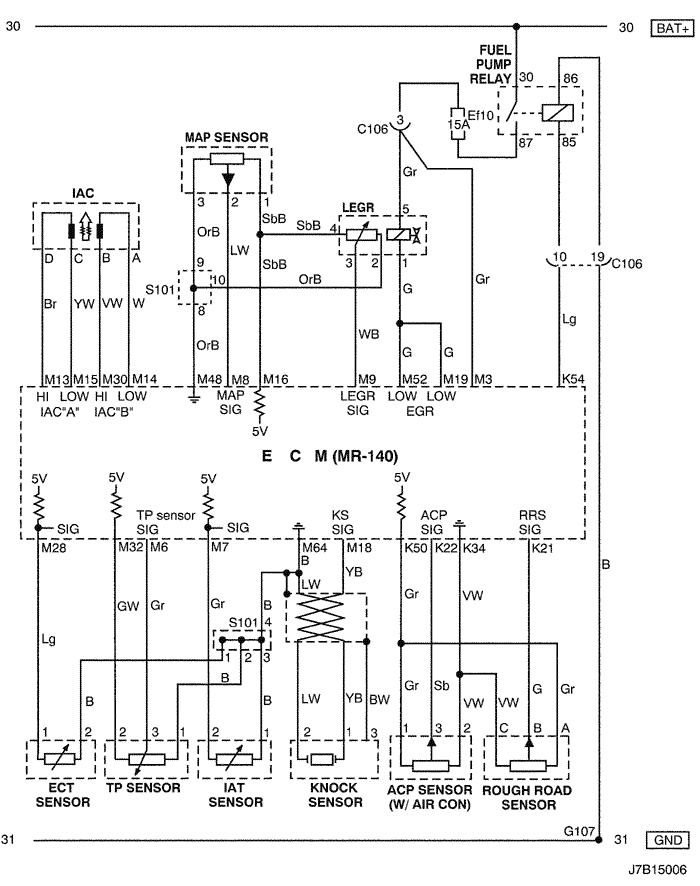 30
30 BAT+
FUEL
PUMP
RELAY
30 86
3
C106
15A Ef10
87 85
MAP SENSOR
Gr
IAC
3 2 1
SbB
LEGR
5
SbB 4
OrB
LW
D C B A
3 2 1
9 SbB
10 OrB
S101
8
10 19 C106
Br YW VW W
G
Gr
OrB
WB
Lg
G G
M13 M15 M30 M14 M48 M8 M16 M9 M52 M19 M3 K54
HI LOW HI LOW
IAC"A" IAC"B"
MAP
SIG
LEGR
SIG
LOW LOW
EGR
5V
E C M (MR-140)
5V 5V 5V 5V
TP sensor
SIG
KS
SIG
ACP
SIG
RRS
SIG
SIG SIG
M28 M32 M6 M7 M64 M18 K50 K22 K34 K21
B
B
LW YB
GW Gr Gr B Gr VW
S101 4
Lg
1 2 3
B
B B
LW YB BW
Gr Sb VW VW G Gr
1 2 2 3 1 2 1 2 1 3 1 3 2 C B A
ECT
SENSOR
TP SENSOR
IAT
SENSOR
KNOCK
SENSOR
ACP SENSOR
(W/ AIR CON)
ROUGH ROAD
SENSOR
G107
31 31 GND
J7B15006